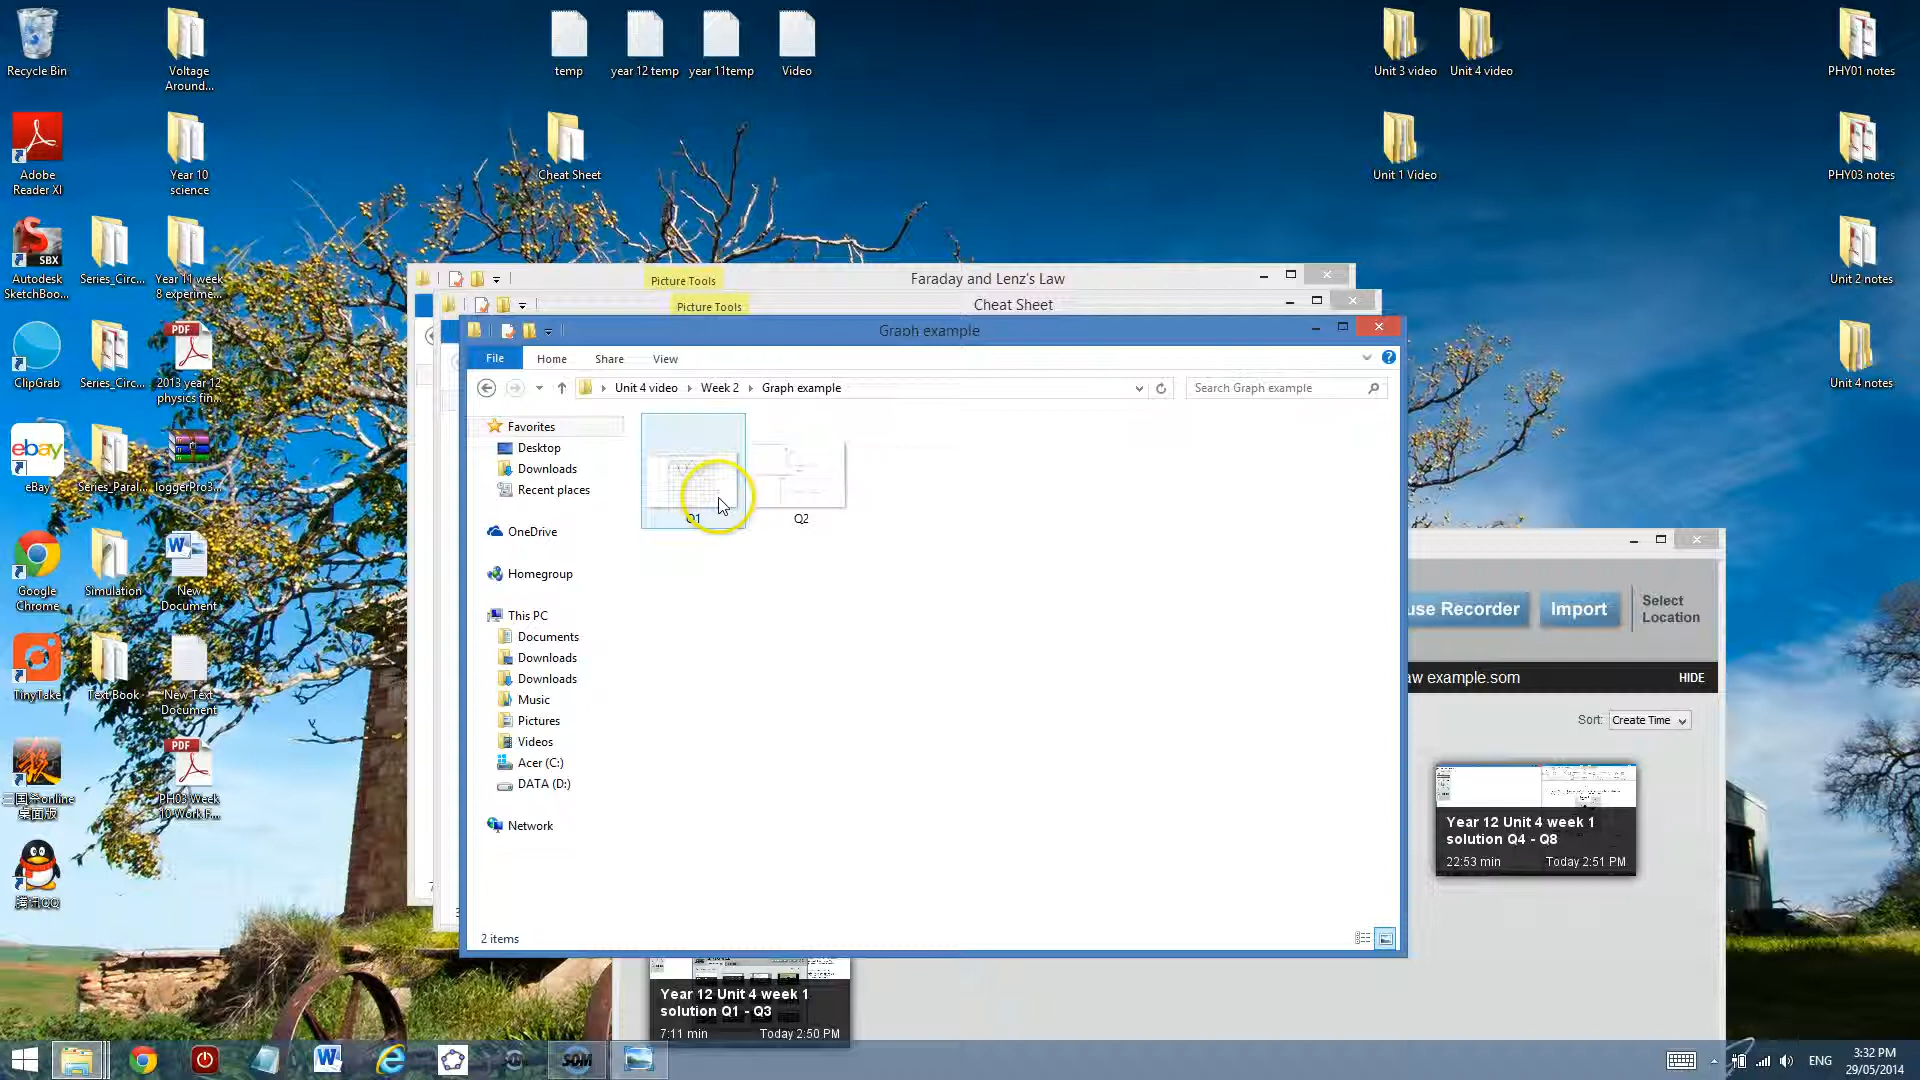 Recycle Bin
Voltage
Around...
temp
year 12 temp
year 11temp
Video
Unit 3 video
Unit 4 video
PHY01 notes
Adobe
Reader XI
Year 10
science
Cheat Sheet
Unit 1 Video
PHY03 notes
Autodesk
SketchBoo...
Series_Circ...
Year 11 week
8 experime...
Unit 2 notes
Picture Tools
Faraday and Lenz's Law
Picture Tools
Cheat Sheet
Graph example
File
Home
Share
View
Unit 4 video
Week 2
Graph example
Search Graph example
ClipGrab
Series_Circ...
2013 year 12
physics fin...
Unit 4 notes
Favorites
Desktop
Downloads
Recent places
OneDrive
Homegroup
This PC
Documents
Downloads
Downloads
Music
Pictures
Videos
Acer (C:)
DATA (D:)
Network
Q1
Q2
2 items
ebay
eBay
Series_Paral...
loggerPro3...
Google
Chrome
Simulation
New
Document
TinyTake
Text Book
New Text
Document
PH03 Week
10 Work F...
use Recorder
Import
Select
Location
aw example.som
HIDE
Sort:
Create Time
Year 12 Unit 4 week 1
solution Q4 - Q8
22:53 min
Today 2:51 PM
Year 12 Unit 4 week 1
solution Q1 - Q3
7:11 min
Today 2:50 PM
腾讯QQ
SOM
ENG
3:32 PM
29/05/2014